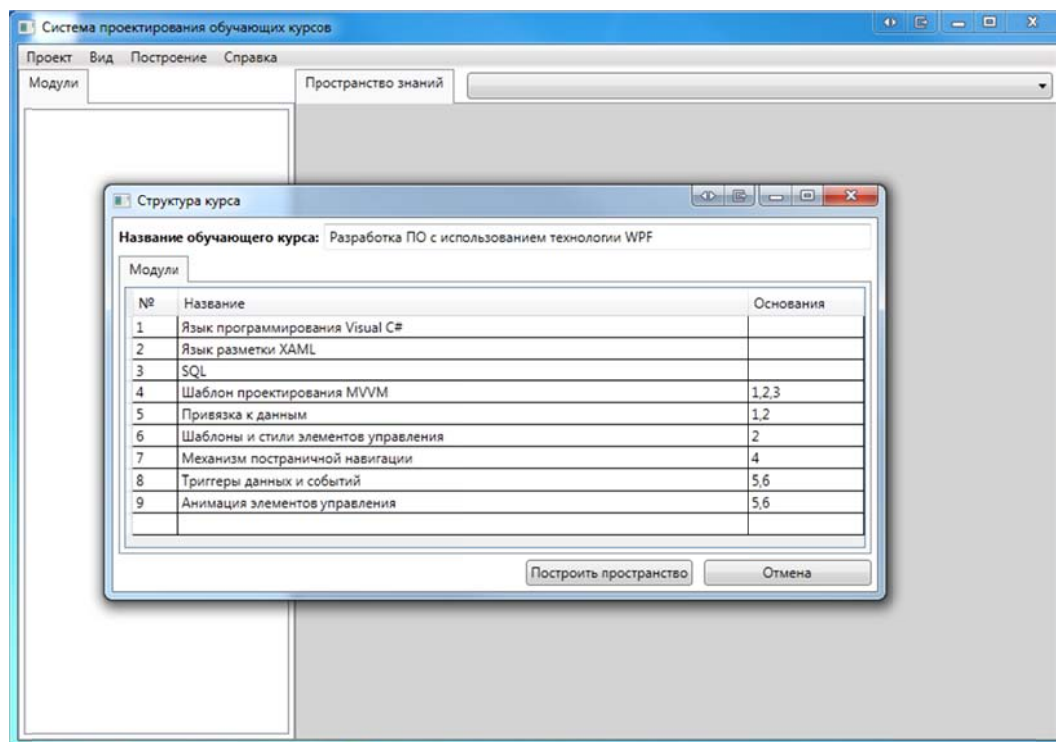 Система проектирования обучающих курсов
Проект Вид Построение Справка
Модули Пространство знаний
Структура курса
Название обучающего курса: Разработка ПО с использованием технологии WPF
Модули
№ Название Основания
1 Язык программирования Visual C#
2 Язык разметки XAML
3 SQL
4 Шаблон проектирования MVVM 1,2,3
5 Привязка к данным 1,2
6 Шаблоны и стили элементов управления 2
7 Механизм постраничной навигации 4
8 Триггеры данных и событий 5,6
9 Анимация элементов управления 5,6
Построить пространство Отмена